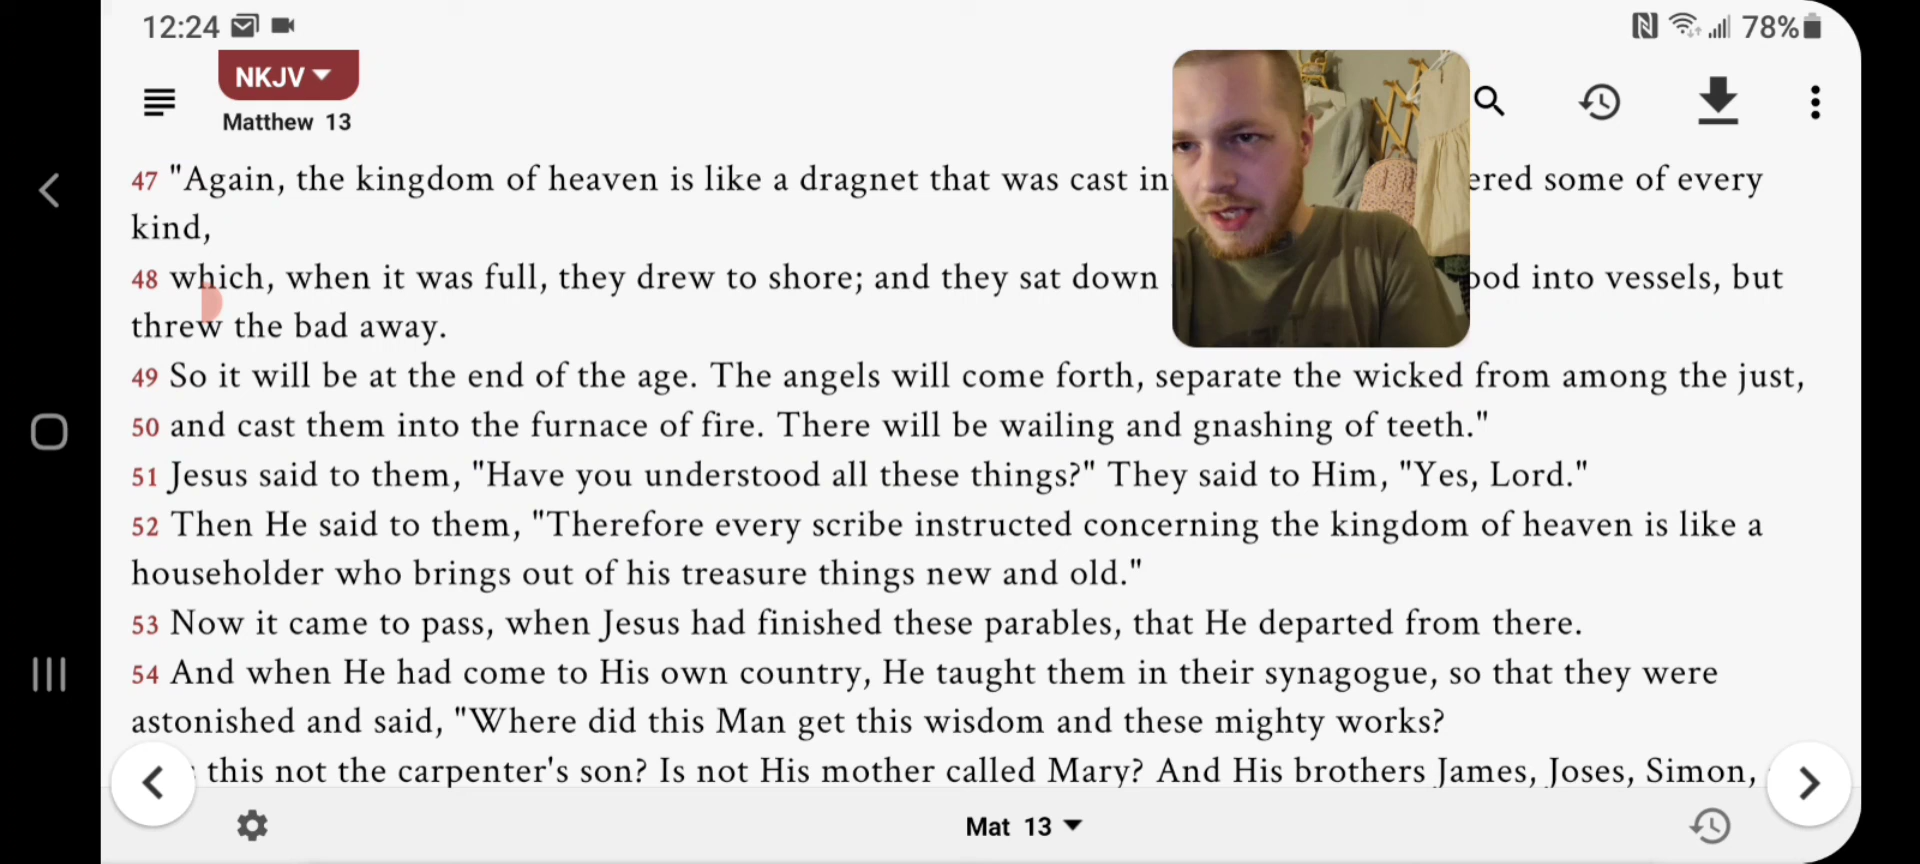 12:24 78%
NKJV
Matthew 13
47 "Again, the kingdom of heaven is like a dragnet that was cast in ered some of every
kind,
48 which, when it was full, they drew to shore; and they sat down ood into vessels, but
threw the bad away.
49 So it will be at the end of the age. The angels will come forth, separate the wicked from among the just,
50 and cast them into the furnace of fire. There will be wailing and gnashing of teeth."
51 Jesus said to them, "Have you understood all these things?" They said to Him, "Yes, Lord."
52 Then He said to them, "Therefore every scribe instructed concerning the kingdom of heaven is like a
householder who brings out of his treasure things new and old."
53 Now it came to pass, when Jesus had finished these parables, that He departed from there.
54 And when He had come to His own country, He taught them in their synagogue, so that they were
astonished and said, "Where did this Man get this wisdom and these mighty works?
this not the carpenter's son? Is not His mother called Mary? And His brothers James, Joses, Simon,
Mat 13